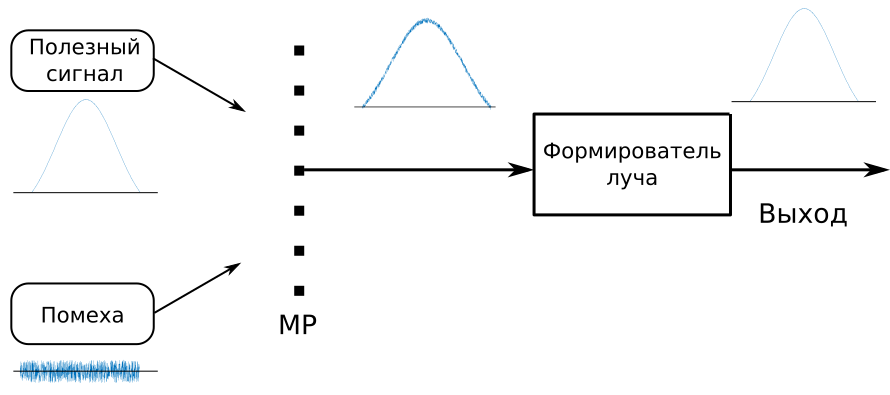 Полезный
сигнал
Формирователь
луча
Выход
Помеха
МР